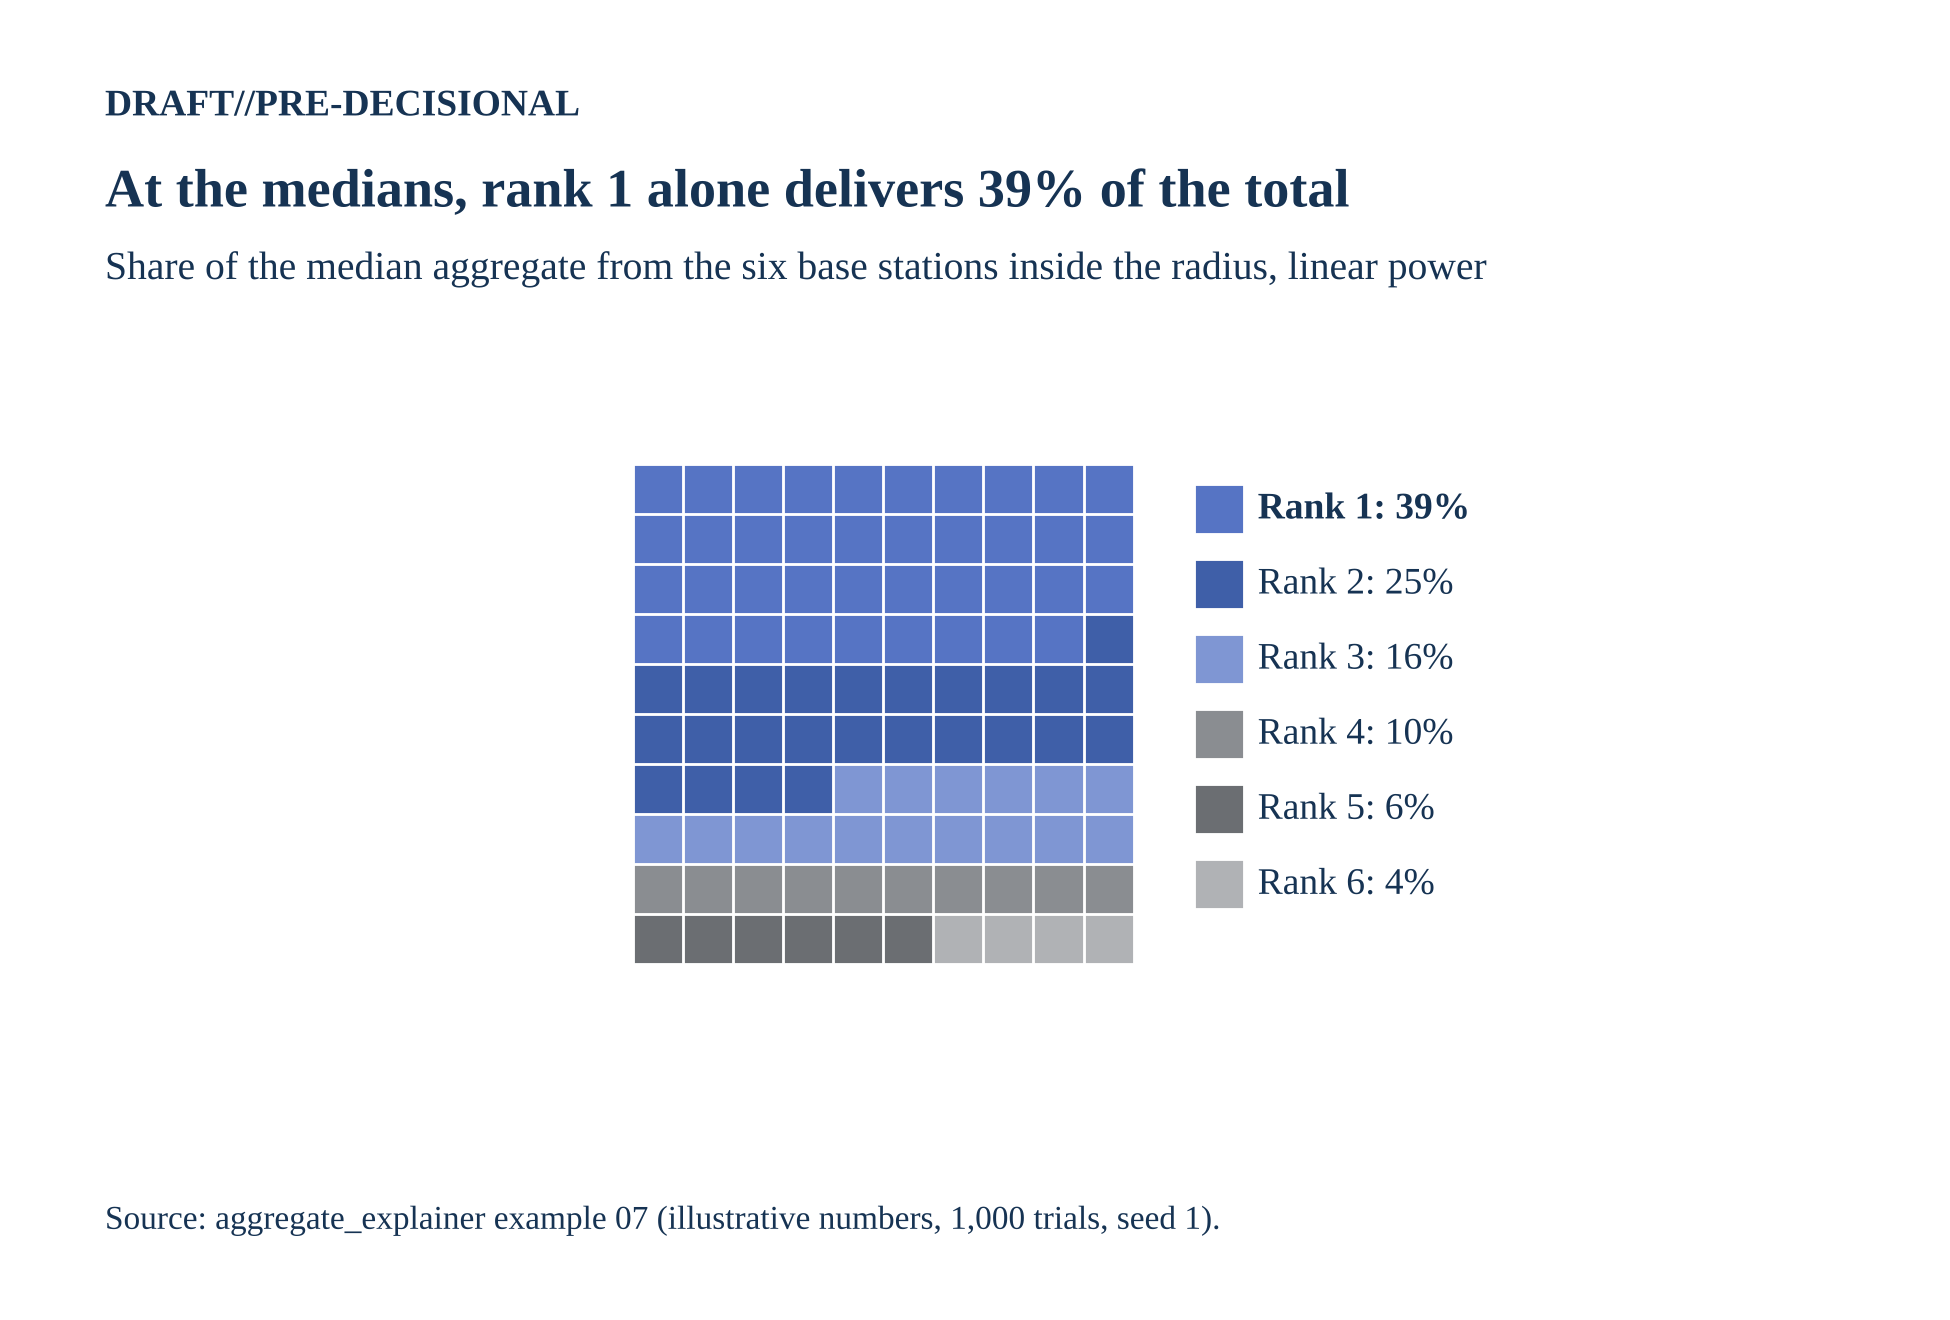 DRAFT//PRE-DECISIONAL
At the medians, rank 1 alone delivers 39% of the total
Share of the median aggregate from the six base stations inside the radius, linear power
Rank 1: 39%
Rank 2: 25%
Rank 3: 16%
Rank 4: 10%
Rank 5: 6%
Rank 6: 4%
Source: aggregate_explainer example 07 (illustrative numbers, 1,000 trials, seed 1).